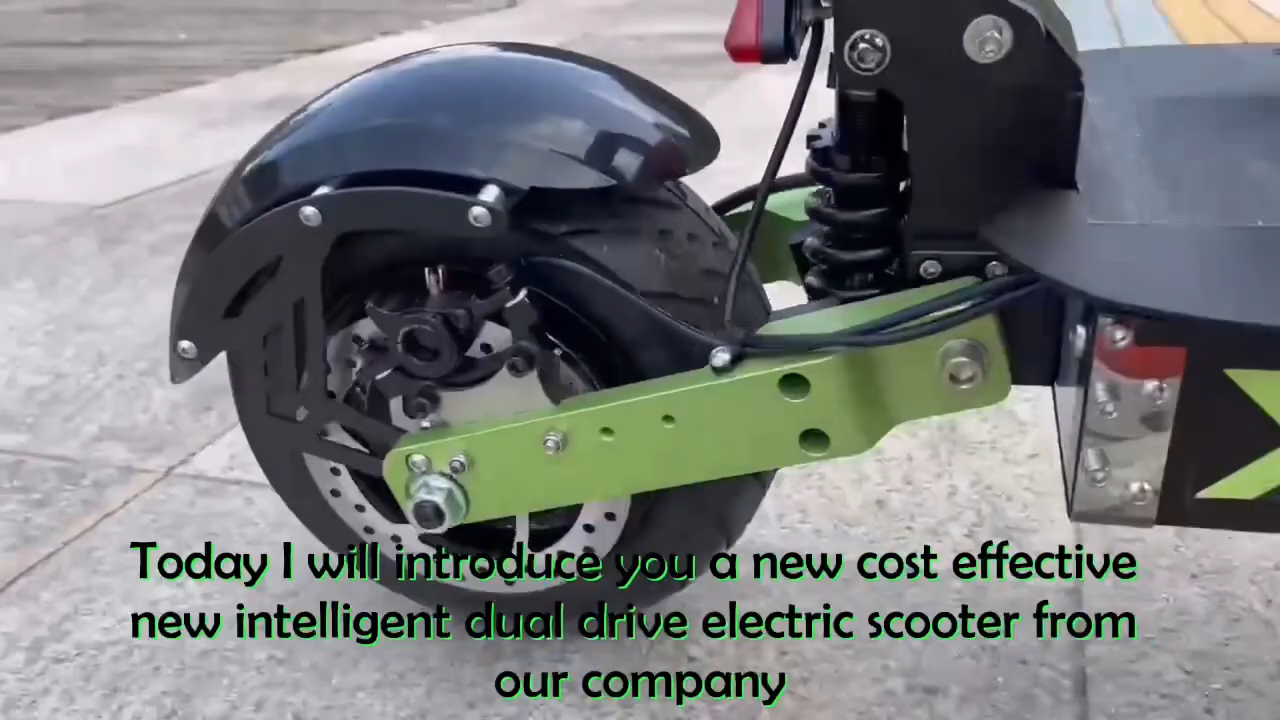 Today I will introduce you a new cost effective
new intelligent dual drive electric scooter from
our company